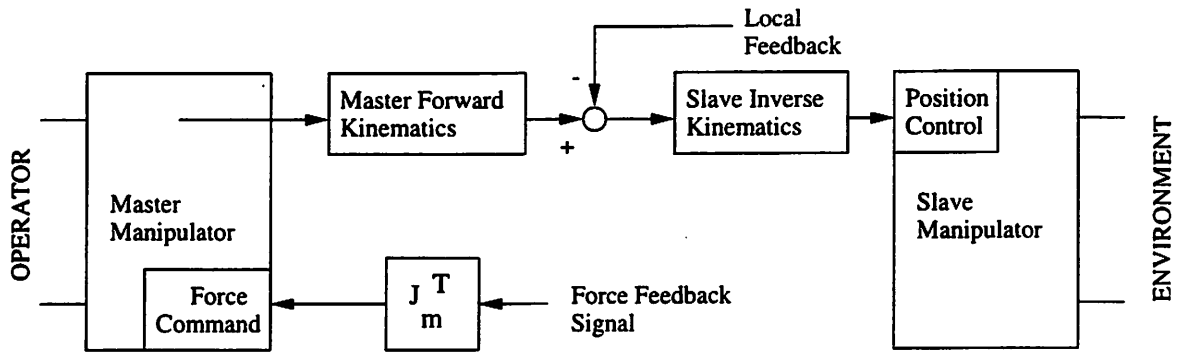 Local
Feedback
-
+
OPERATOR
Master
Manipulator
Master Forward
Kinematics
Slave Inverse
Kinematics
Position
Control
Slave
Manipulator
ENVIRONMENT
Force
Command
J T
m
Force Feedback
Signal